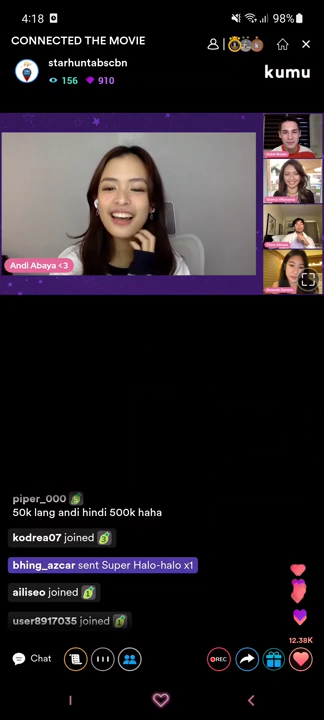 4:18
98%
CONNECTED THE MOVIE
starhuntabscbn
156
910
kumu
Andi Abaya <3
piper_000
50k lang andi hindi 500k haha
kodrea07 joined
bhing_azcar sent Super Halo-halo x1
ailiseo joined
user8917035 joined
12.38K
Chat
REC